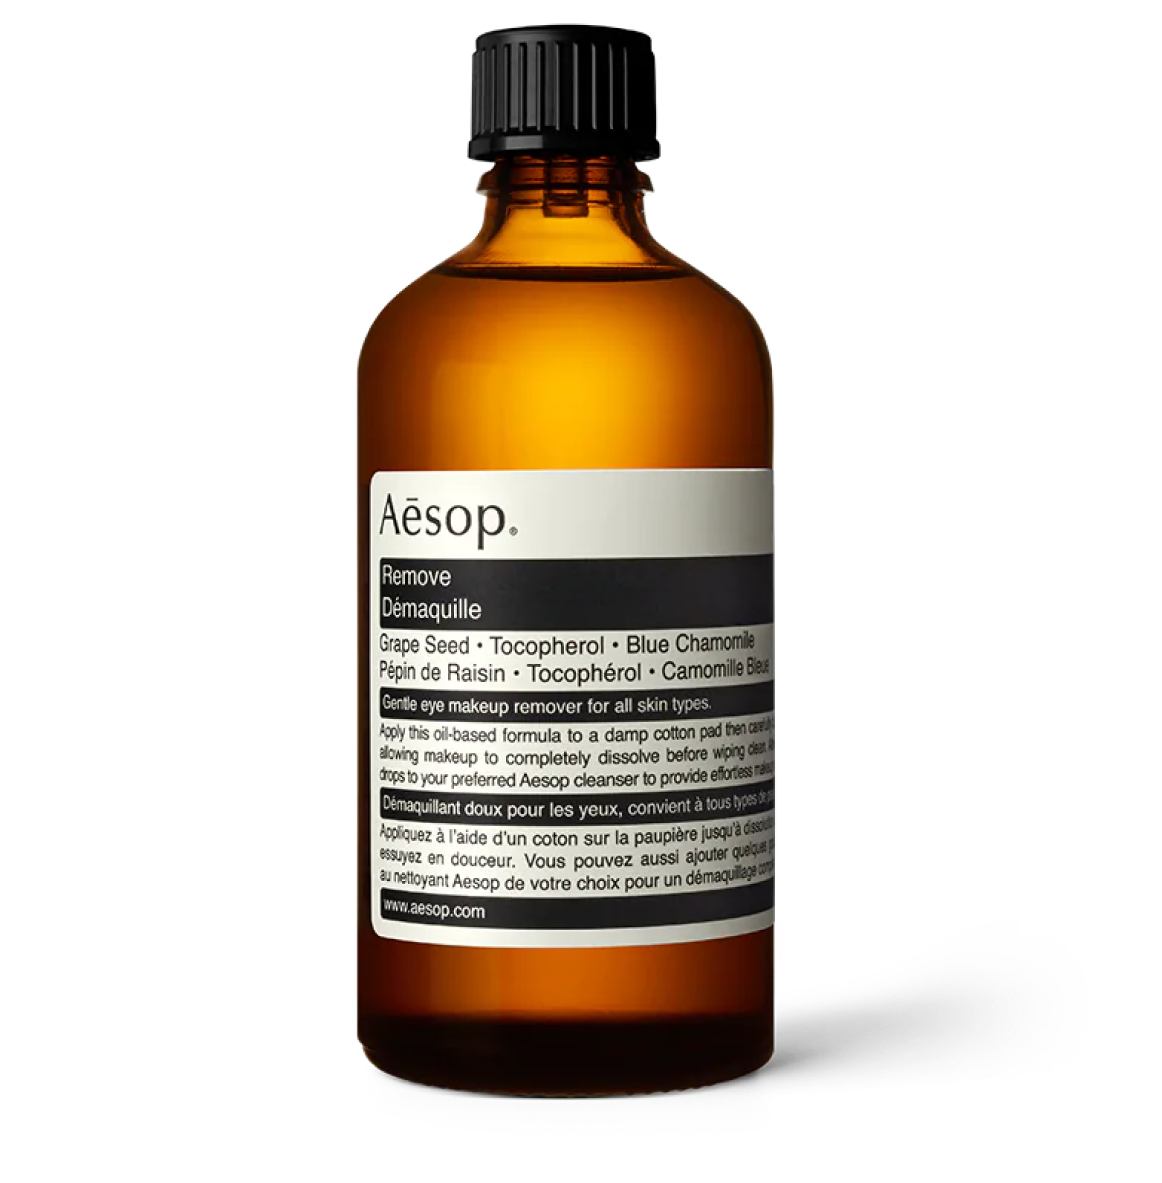 Aēsop.®
Remove
Démaquille
Grape Seed • Tocopherol • Blue Chamomile
Pépin de Raisin • Tocophérol • Camomille Bleue
Gentle eye makeup remover for all skin types.
Apply this oil-based formula to a damp cotton pad then carefully
allowing makeup to completely dissolve before wiping clean.
drops to your preferred Aesop cleanser to provide effortless
Démaquillant doux pour les yeux, convient à tous types de
Appliquez à l'aide d'un coton sur la paupière jusqu'à
essuyez en douceur. Vous pouvez aussi ajouter quelques
au nettoyant Aesop de votre choix pour un démaquillage
www.aesop.com